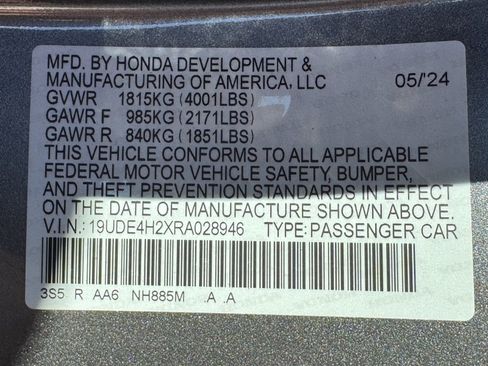 MFD. BY HONDA DEVELOPMENT &
MANUFACTURING OF AMERICA, LLC 05/'24
GVWR 1815KG (4001LBS)
GAWR F 985KG (2171LBS)
GAWR R 840KG (1851LBS)
THIS VEHICLE CONFORMS TO ALL APPLICABLE
FEDERAL MOTOR VEHICLE SAFETY, BUMPER,
AND THEFT PREVENTION STANDARDS IN EFFECT
ON THE DATE OF MANUFACTURE SHOWN ABOVE.
V.I.N.: 19UDE4H2XRA028946 TYPE: PASSENGER CAR
3S5 R AA6 NH885M .A .A